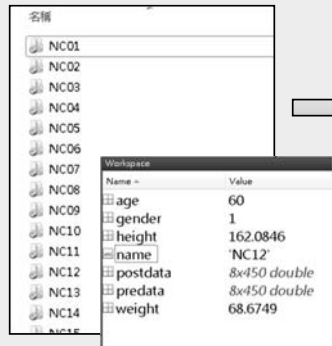 名稱
NC01
NC02
NC03
NC04
NC05
NC06
NC07
NC08
NC09
NC10
NC11
NC12
NC13
NC14
NC15
Workspace
Name
Value
age 60
gender 1
height 162.0846
name 'NC12'
postdata 8x450 double
predata 8x450 double
weight 68.6749